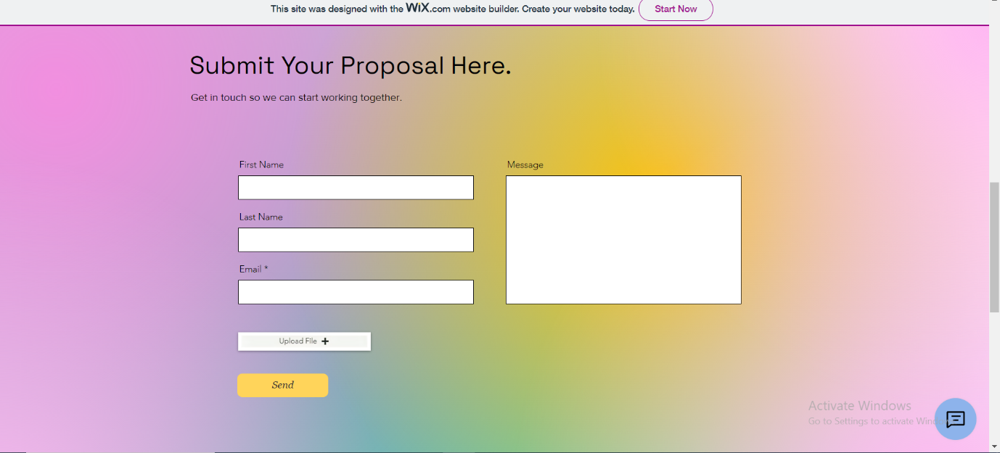 This site was designed with the WiX.com website builder. Create your website today. Start Now
Submit Your Proposal Here.
Get in touch so we can start working together.
First Name
Last Name
Email *
Message
Upload File +
Send
Activate Windows
Go to Settings to activate Windows.